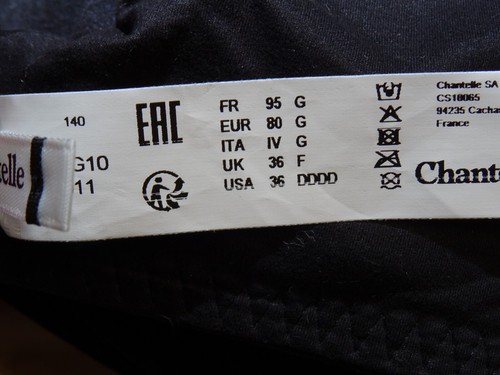 140
G10
11
elle
EAC
FR 95 G
EUR 80 G
ITA IV G
UK 36 F
USA 36 DDDD
Chantelle SA
CS10065
94235 Cachan
France
Chante